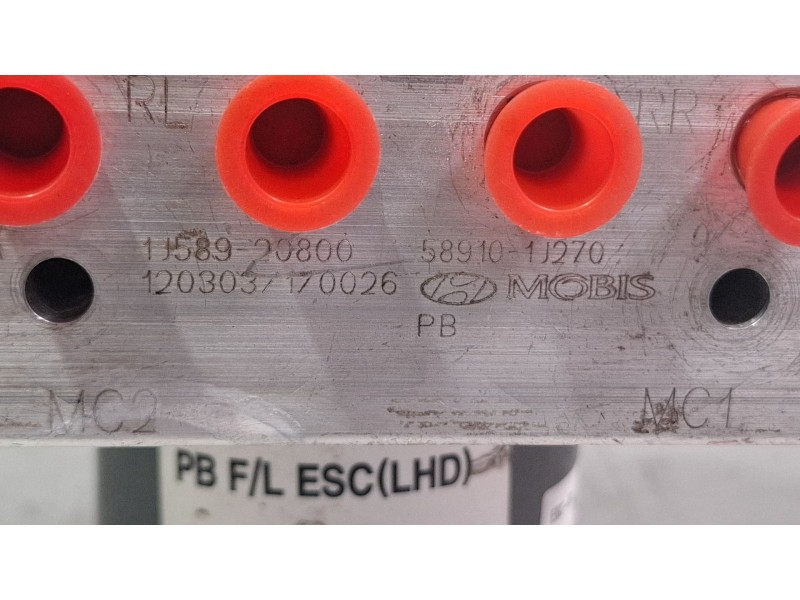 RL
RR
1J589-20800
58910-1J270
120303/170026
MOBIS
PB
MC2
MC1
PB F/L ESC(LHD)